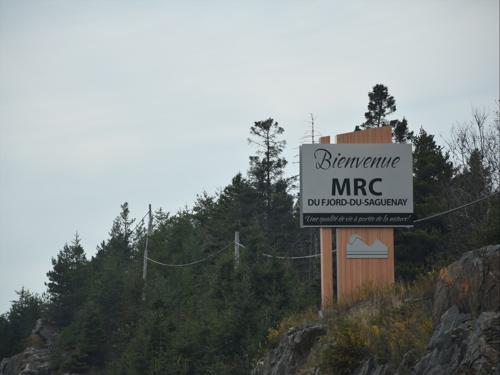 Bienvenue
MRC
DU FJORD-DU-SAGUENAY
Une qualité de vie à portée de la nature!